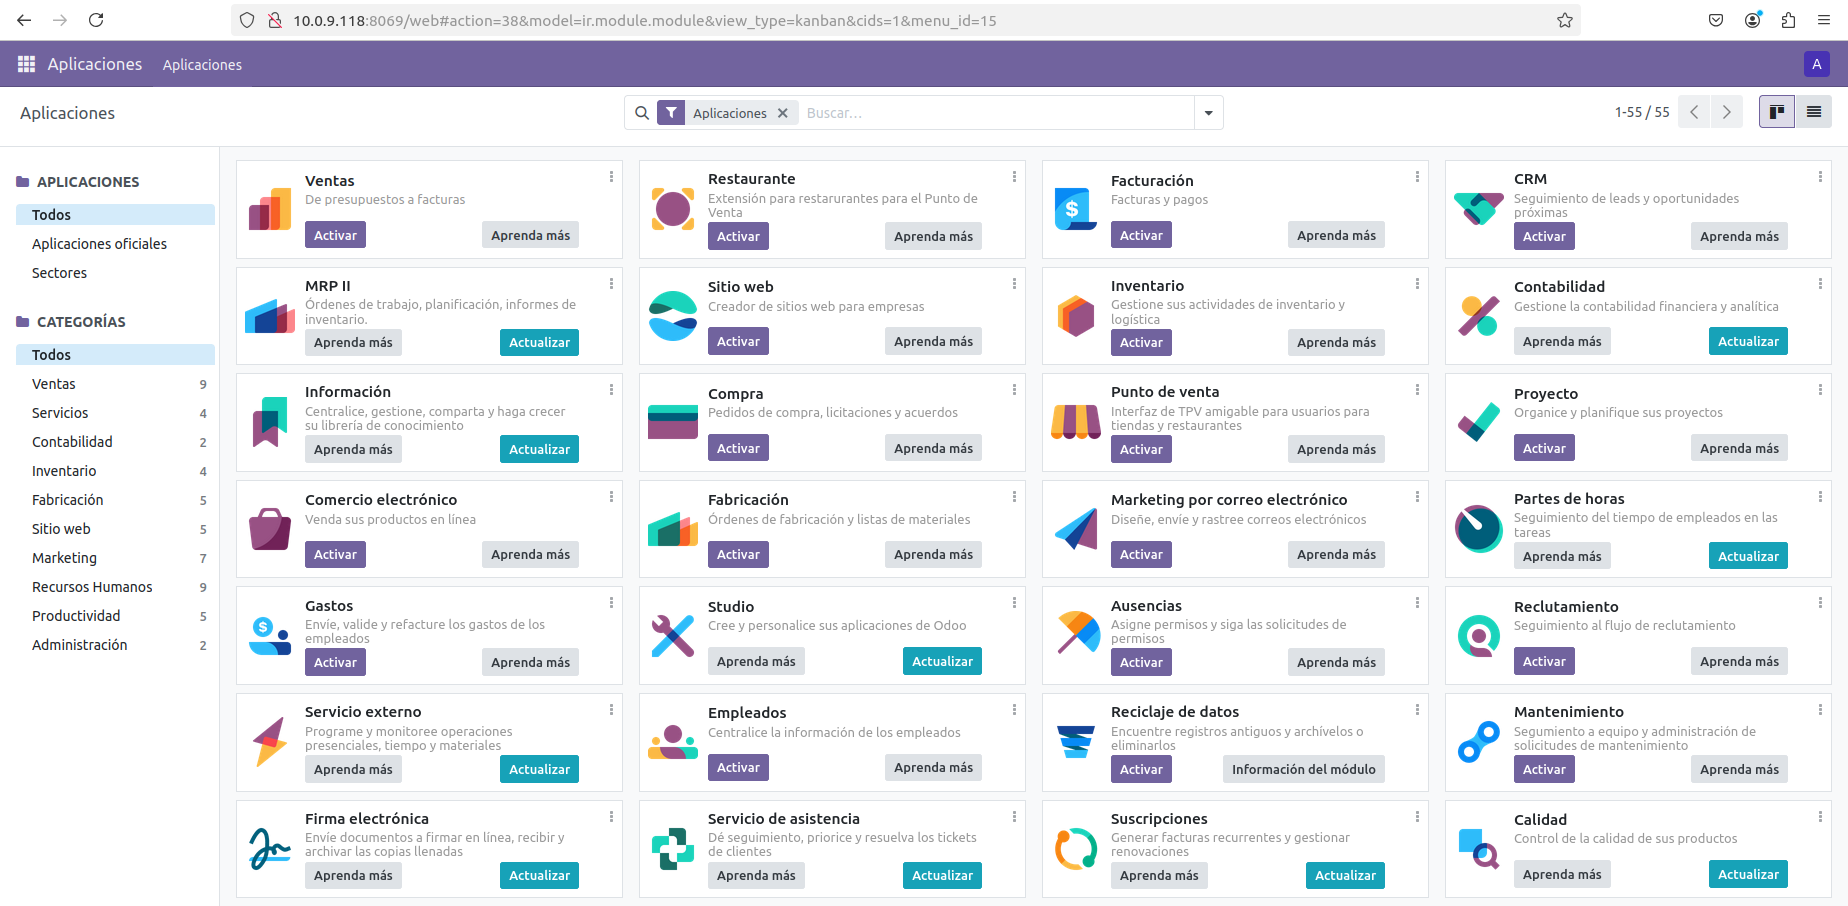 10.0.9.118:8069/web#action=38&model=ir.module.module&view_type=kanban&cids=1&menu_id=15
Aplicaciones
Aplicaciones
A
Aplicaciones
Aplicaciones
Buscar...
1-55 / 55
APLICACIONES
Todos
Aplicaciones oficiales
Sectores
CATEGORÍAS
Todos
Ventas 9
Servicios 4
Contabilidad 2
Inventario 4
Fabricación 5
Sitio web 5
Marketing 7
Recursos Humanos 9
Productividad 5
Administración 2
Ventas
De presupuestos a facturas
Activar
Aprenda más
Restaurante
Extensión para restarurantes para el Punto de
Venta
Activar
Aprenda más
Facturación
Facturas y pagos
Activar
Aprenda más
CRM
Seguimiento de leads y oportunidades
próximas
Activar
Aprenda más
MRP II
Órdenes de trabajo, planificación, informes de
inventario.
Aprenda más
Actualizar
Sitio web
Creador de sitios web para empresas
Activar
Aprenda más
Inventario
Gestione sus actividades de inventario y
logística
Activar
Aprenda más
Contabilidad
Gestione la contabilidad financiera y analítica
Aprenda más
Actualizar
Información
Centralice, gestione, comparta y haga crecer
su librería de conocimiento
Aprenda más
Actualizar
Compra
Pedidos de compra, licitaciones y acuerdos
Activar
Aprenda más
Punto de venta
Interfaz de TPV amigable para usuarios para
tiendas y restaurantes
Activar
Aprenda más
Proyecto
Organice y planifique sus proyectos
Activar
Aprenda más
Comercio electrónico
Venda sus productos en línea
Activar
Aprenda más
Fabricación
Órdenes de fabricación y listas de materiales
Activar
Aprenda más
Marketing por correo electrónico
Diseñe, envíe y rastree correos electrónicos
Activar
Aprenda más
Partes de horas
Seguimiento del tiempo de empleados en las
tareas
Aprenda más
Actualizar
Gastos
Envíe, valide y refacture los gastos de los
empleados
Activar
Aprenda más
Studio
Cree y personalice sus aplicaciones de Odoo
Aprenda más
Actualizar
Ausencias
Asigne permisos y siga las solicitudes de
permisos
Activar
Aprenda más
Reclutamiento
Seguimiento al flujo de reclutamiento
Activar
Aprenda más
Servicio externo
Programe y monitoree operaciones
presenciales, tiempo y materiales
Aprenda más
Actualizar
Empleados
Centralice la información de los empleados
Activar
Aprenda más
Reciclaje de datos
Encuentre registros antiguos y archívelos o
eliminarlos
Activar
Información del módulo
Mantenimiento
Segumiento a equipo y administración de
solicitudes de mantenimiento
Activar
Aprenda más
Firma electrónica
Envíe documentos a firmar en línea, recibir y
archivar las copias llenadas
Aprenda más
Actualizar
Servicio de asistencia
Dé seguimiento, priorice y resuelva los tickets
de clientes
Aprenda más
Actualizar
Suscripciones
Generar facturas recurrentes y gestionar
renovaciones
Aprenda más
Actualizar
Calidad
Control de la calidad de sus productos
Aprenda más
Actualizar